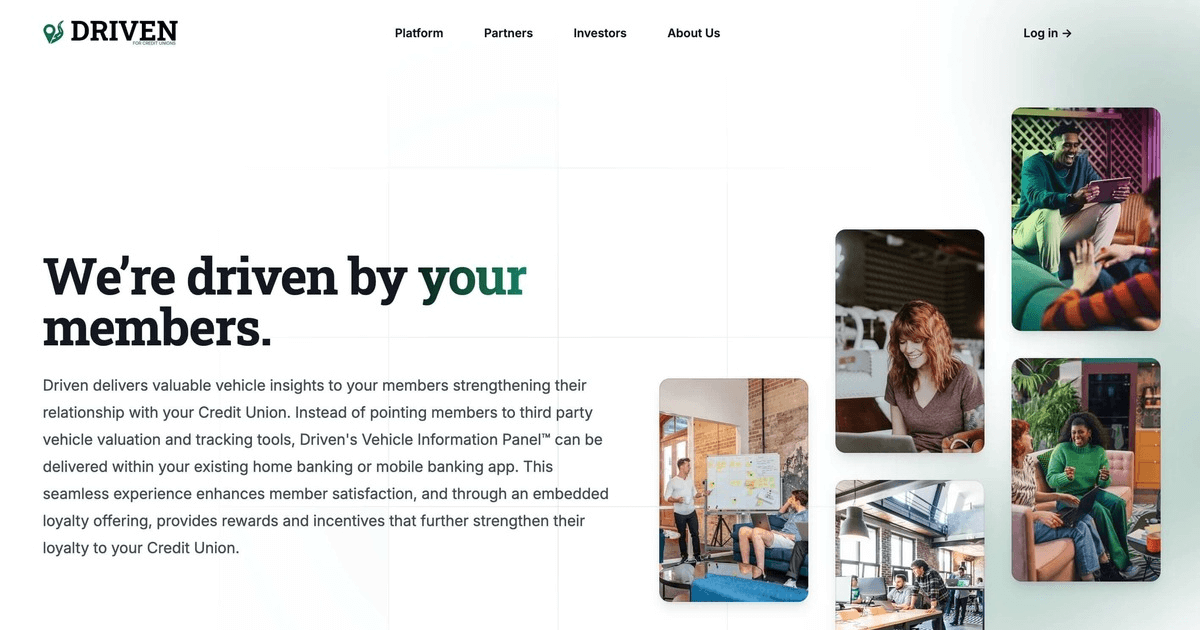 DRIVEN
FOR CREDIT UNIONS
Platform
Partners
Investors
About Us
Log in →
We’re driven by your
members.
Driven delivers valuable vehicle insights to your members strengthening their
relationship with your Credit Union. Instead of pointing members to third party
vehicle valuation and tracking tools, Driven's Vehicle Information Panel™ can be
delivered within your existing home banking or mobile banking app. This
seamless experience enhances member satisfaction, and through an embedded
loyalty offering, provides rewards and incentives that further strengthen their
loyalty to your Credit Union.